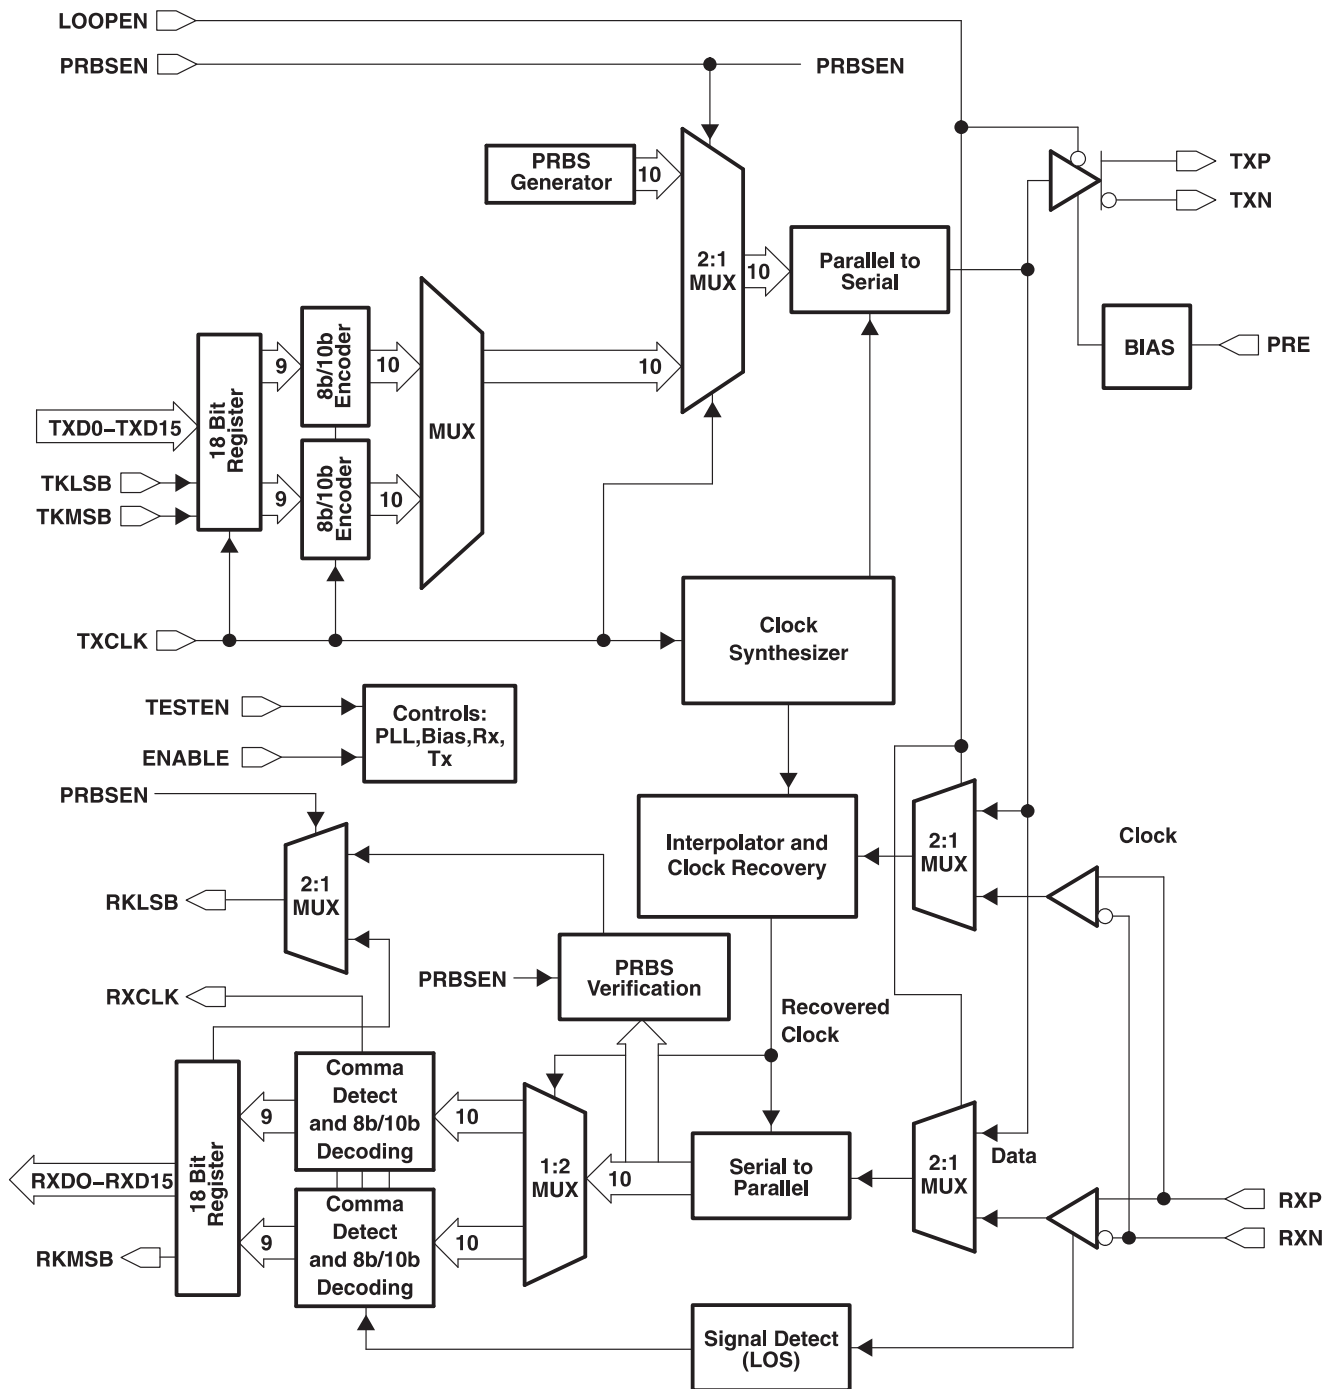 LOOPEN
PRBSEN
PRBSEN
PRBS
Generator
10
TXP
TXN
2:1
MUX
10
Parallel to
Serial
BIAS
PRE
18 Bit
Register
9
8b/10b
Encoder
10
10
TXD0–TXD15
MUX
TKLSB
TKMSB
9
8b/10b
Encoder
10
TXCLK
Clock
Synthesizer
TESTEN
ENABLE
Controls:
PLL,Bias,Rx,
Tx
PRBSEN
2:1
MUX
RKLSB
Interpolator and
Clock Recovery
2:1
MUX
Clock
PRBSEN
PRBS
Verification
RXCLK
Recovered
Clock
Comma
Detect
and 8b/10b
Decoding
9
10
18 Bit
Register
RXDO–RXD15
1:2
MUX
10
Serial to
Parallel
2:1
MUX
Data
Comma
Detect
and 8b/10b
Decoding
9
10
RKMSB
RXP
RXN
Signal Detect
(LOS)